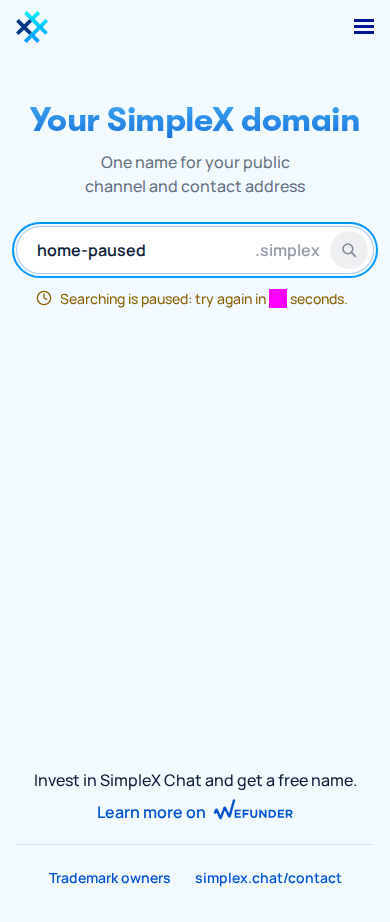 Your SimpleX domain
One name for your public
channel and contact address
home-paused .simplex
Searching is paused: try again in seconds.
Invest in SimpleX Chat and get a free name.
Learn more on WEFUNDER
Trademark owners simplex.chat/contact